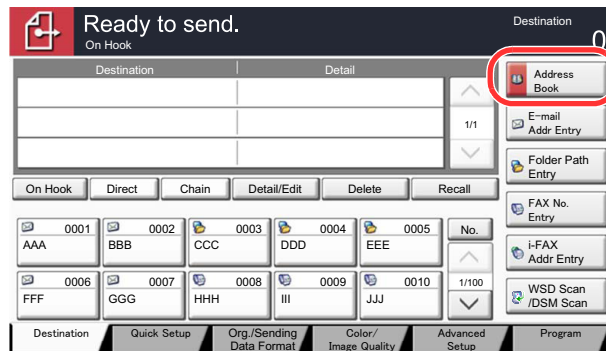 Ready to send.
On Hook
Destination
0
Destination
Detail
1/1
Address
Book
E-mail
Addr Entry
Folder Path
Entry
FAX No.
Entry
i-FAX
Addr Entry
WSD Scan
/DSM Scan
On Hook
Direct
Chain
Detail/Edit
Delete
Recall
0001
AAA
0002
BBB
0003
CCC
0004
DDD
0005
EEE
No.
0006
FFF
0007
GGG
0008
HHH
0009
III
0010
JJJ
1/100
Destination
Quick Setup
Org./Sending
Data Format
Color/
Image Quality
Advanced
Setup
Program